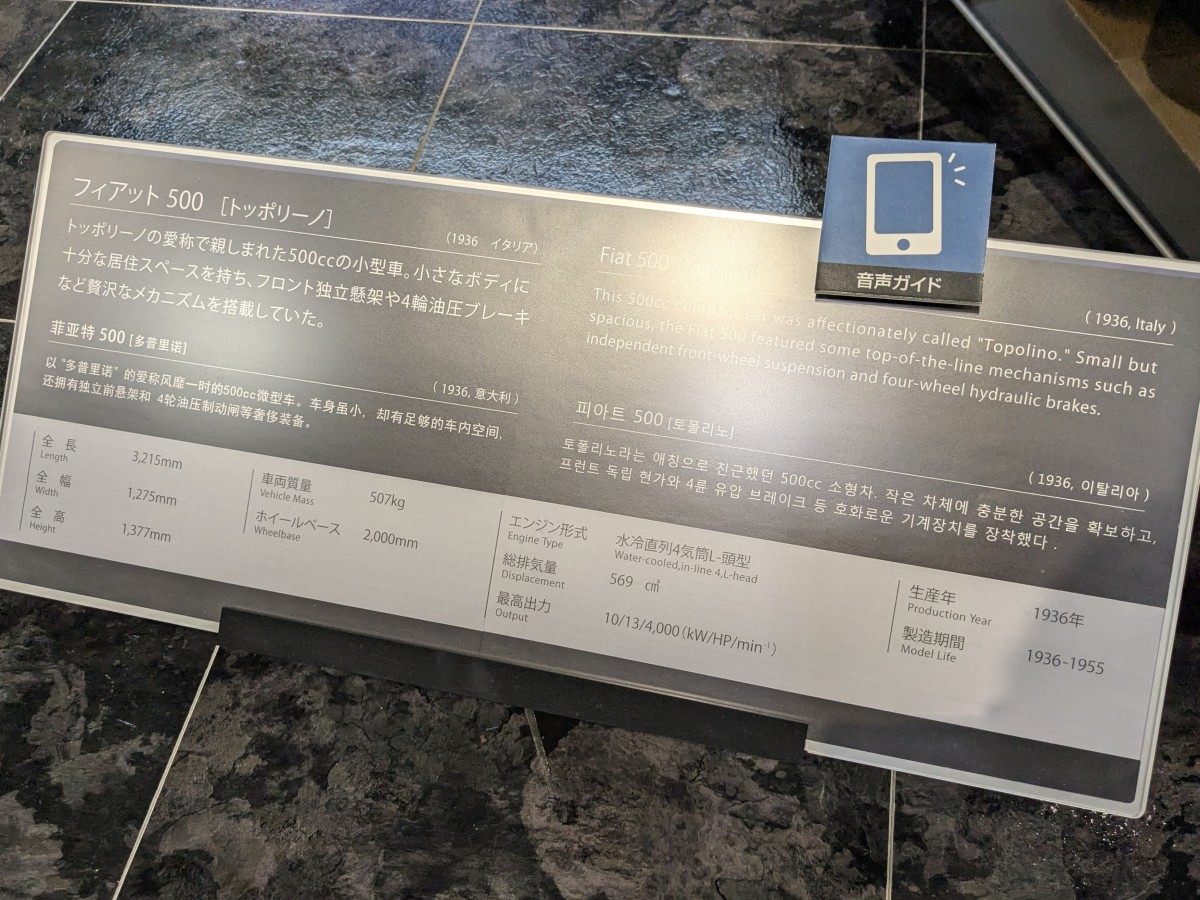 フィアット 500 [トッポリーノ]
(1936 イタリア)
トッポリーノの愛称で親しまれた500ccの小型車。小さなボディに
十分な居住スペースを持ち、フロント独立懸架や4輪油圧ブレーキ
など贅沢なメカニズムを搭載していた。
菲亚特 500 [多普里诺]
(1936, 意大利)
以 "多普里诺" 的爱称风靡一时的500cc微型车。车身虽小, 却有足够的车内空间,
还拥有独立前悬架和 4轮油压制动闸等奢侈装备。
音声ガイド
Fiat 500
(1936, Italy )
This 500cc was affectionately called "Topolino." Small but
spacious, the Fiat 500 featured some top-of-the-line mechanisms such as
independent front-wheel suspension and four-wheel hydraulic brakes.
피아트 500 [토폴리노]
(1936, 이탈리아)
토폴리노라는 애칭으로 친근했던 500cc 소형차. 작은 차체에 충분한 공간을 확보하고,
프런트 독립 현가와 4륜 유압 브레이크 등 호화로운 기계장치를 장착했다 .
全 長 3,215mm
Length
全 幅 1,275mm
Width
全 高 1,377mm
Height
車両質量 507kg
Vehicle Mass
ホイールベース 2,000mm
Wheelbase
エンジン形式 水冷直列4気筒L-頭型
Engine Type Water-cooled,in-line 4,L-head
総排気量 569 ㎤
Displacement
最高出力 10/13/4,000(kW/HP/min⁻¹)
Output
生産年 1936年
Production Year
製造期間 1936-1955
Model Life